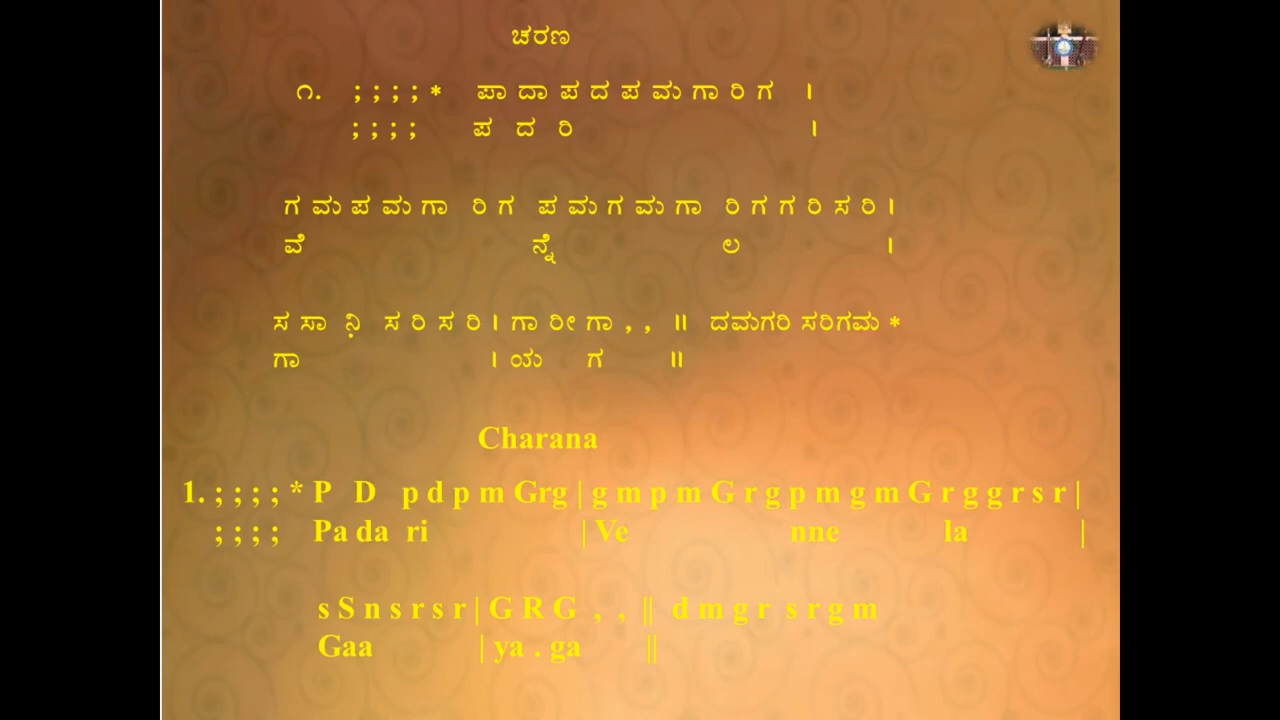 ಚರಣ
೧. ; ; ; ; * ಪಾ ದಾ ಪ ದ ಪ ಮ ಗಾ ರಿ ಗ ।
; ; ; ; ಪ ದ ರಿ ।
ಗ ಮ ಪ ಮ ಗಾ ರಿ ಗ ಪ ಮ ಗ ಮ ಗಾ ರಿ ಗ ಗ ರಿ ಸ ರಿ ।
ವೆ ನ್ನೆ ಲ ।
ಸ ಸಾ ನಿ಼ ಸ ರಿ ಸ ರಿ । ಗಾ ರೀ ಗಾ , , ॥ ದಮಗರಿ ಸರಿಗಮ *
ಗಾ । ಯ ಗ ॥
Charana
1. ; ; ; ; * P D p d p m Grg | g m p m G r g p m g m G r g g r s r |
; ; ; ; Pa da ri | Ve nne la |
s S n s r s r | G R G , , || d m g r s r g m
Gaa | ya . ga ||